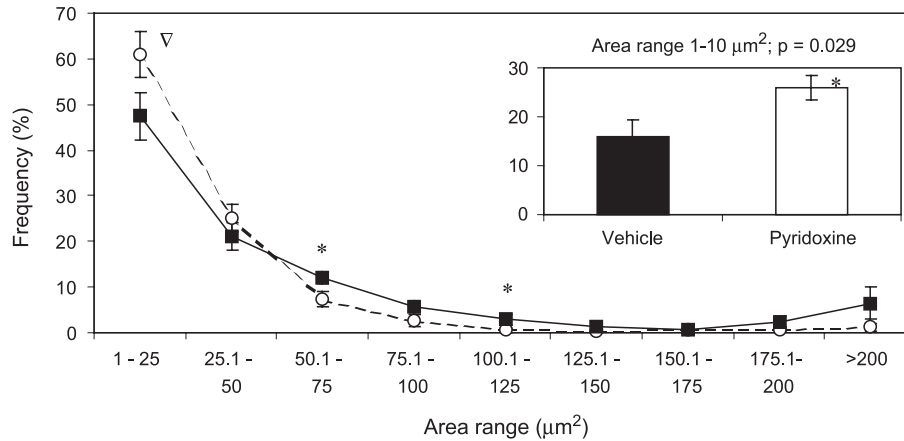 70
60
50
40
30
20
10
0
Frequency (%)
∇
*
*
1 - 25
25.1 - 50
50.1 - 75
75.1 - 100
100.1 - 125
125.1 - 150
150.1 - 175
175.1 - 200
>200
Area range (μm²)
Area range 1-10 μm²; p = 0.029
30
20
10
0
*
Vehicle
Pyridoxine